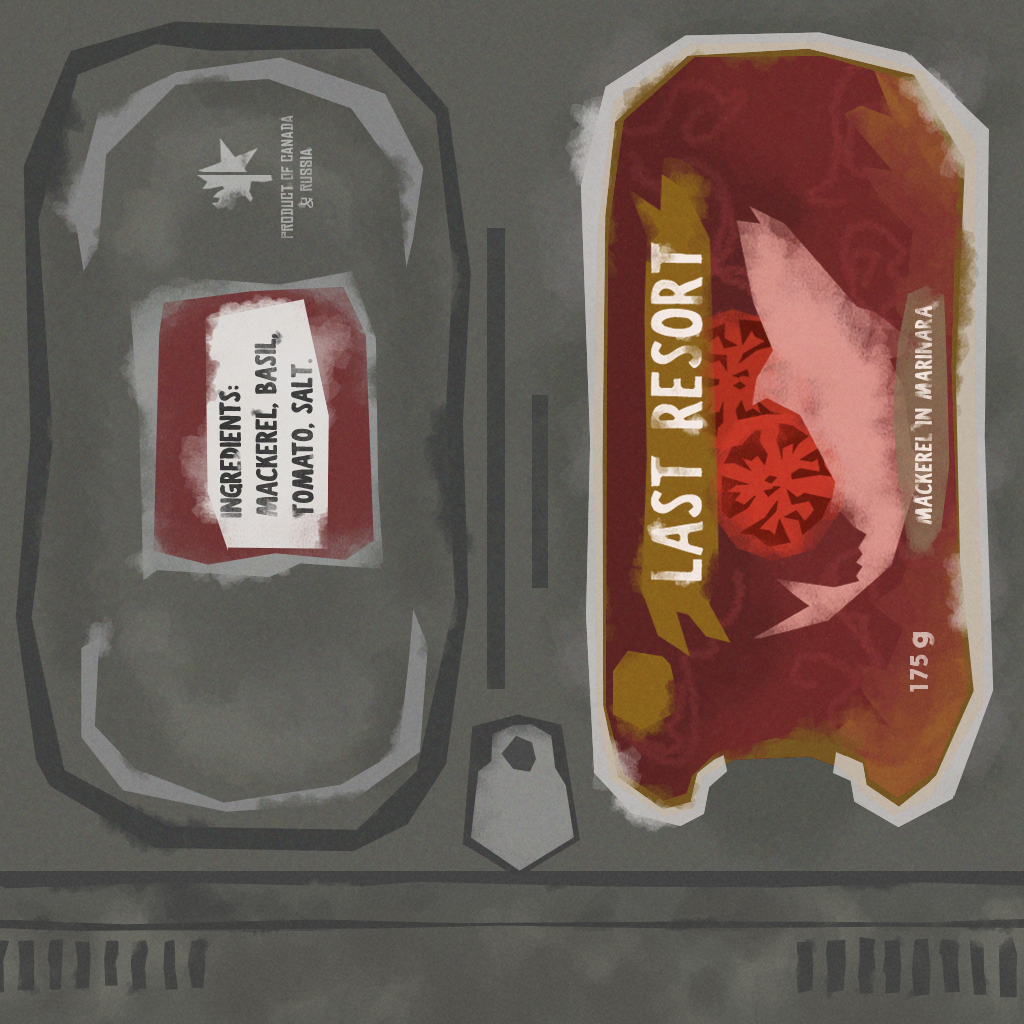 PRODUCT OF CANADA
& RUSSIA
INGREDIENTS:
MACKEREL, BASIL,
TOMATO, SALT.
LAST RESORT
MACKEREL IN MARINARA
175 g